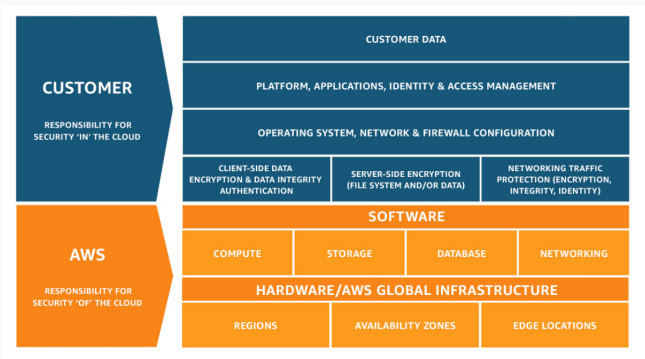 CUSTOMER
RESPONSIBILITY FOR
SECURITY ‘IN’ THE CLOUD
CUSTOMER DATA
PLATFORM, APPLICATIONS, IDENTITY & ACCESS MANAGEMENT
OPERATING SYSTEM, NETWORK & FIREWALL CONFIGURATION
CLIENT-SIDE DATA
ENCRYPTION & DATA INTEGRITY
AUTHENTICATION
SERVER-SIDE ENCRYPTION
(FILE SYSTEM AND/OR DATA)
NETWORKING TRAFFIC
PROTECTION (ENCRYPTION,
INTEGRITY, IDENTITY)
AWS
RESPONSIBILITY FOR
SECURITY ‘OF’ THE CLOUD
SOFTWARE
COMPUTE
STORAGE
DATABASE
NETWORKING
HARDWARE/AWS GLOBAL INFRASTRUCTURE
REGIONS
AVAILABILITY ZONES
EDGE LOCATIONS